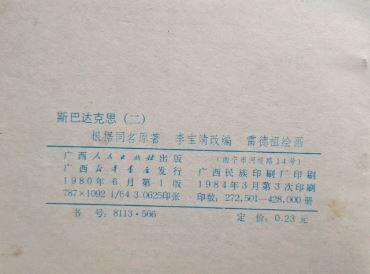 斯巴达克思（二）
根据同名原著 李宝靖改编 雷德祖绘画
广西人民出版社出版 （南宁市河堤路14号）
广西新华书店发行 广西民族印刷厂印刷
1980年6月第1版 1984年3月第3次印刷
787×1092 1/64 3.0625印张 印数：272,501—428,000册
书号：8113·566 定价：0.23元